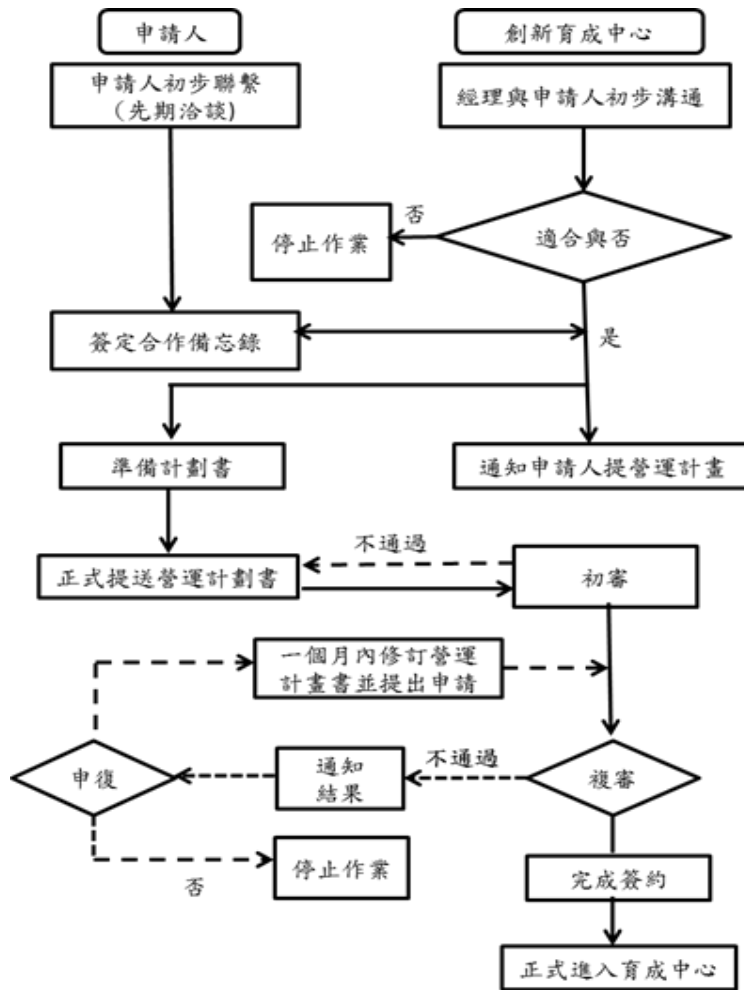 申請人
創新育成中心
申請人初步聯繫
（先期洽談)
經理與申請人初步溝通
否
停止作業
適合與否
簽定合作備忘錄
是
準備計劃書
通知申請人提營運計畫
不通過
正式提送營運計劃書
初審
一個月內修訂營運
計畫書並提出申請
申復
通知
結果
不通過
複審
否
停止作業
完成簽約
正式進入育成中心